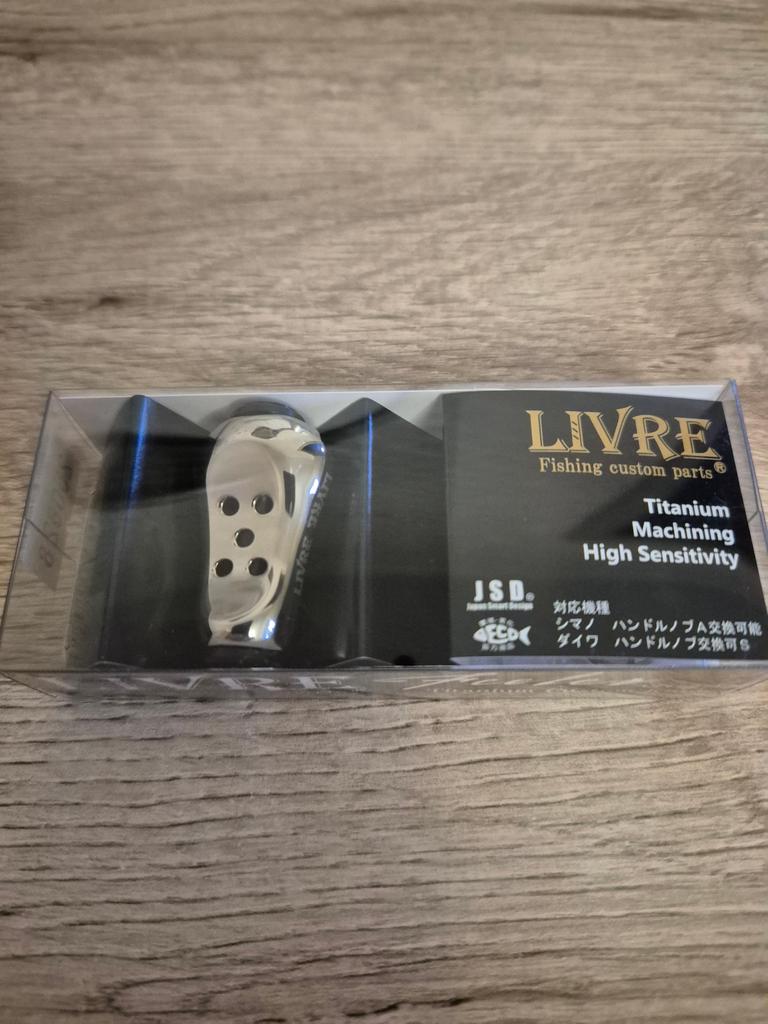 LIVRE
Fishing custom parts®
Titanium
Machining
High Sensitivity
JSD®
Japan Smart Design
対応機種
シマノ ハンドルノブA交換可能
ダイワ ハンドルノブ交換可S
LIVRE
LIVRE